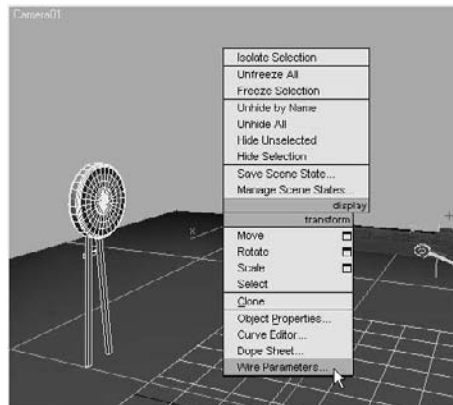 Camera01
Isolate Selection
Unfreeze All
Freeze Selection
Unhide by Name
Unhide All
Hide Unselected
Hide Selection
Save Scene State...
Manage Scene States...
display
transform
Move
Rotate
Scale
Select
Clone
Object Properties...
Curve Editor...
Dope Sheet...
Wire Parameters...
x